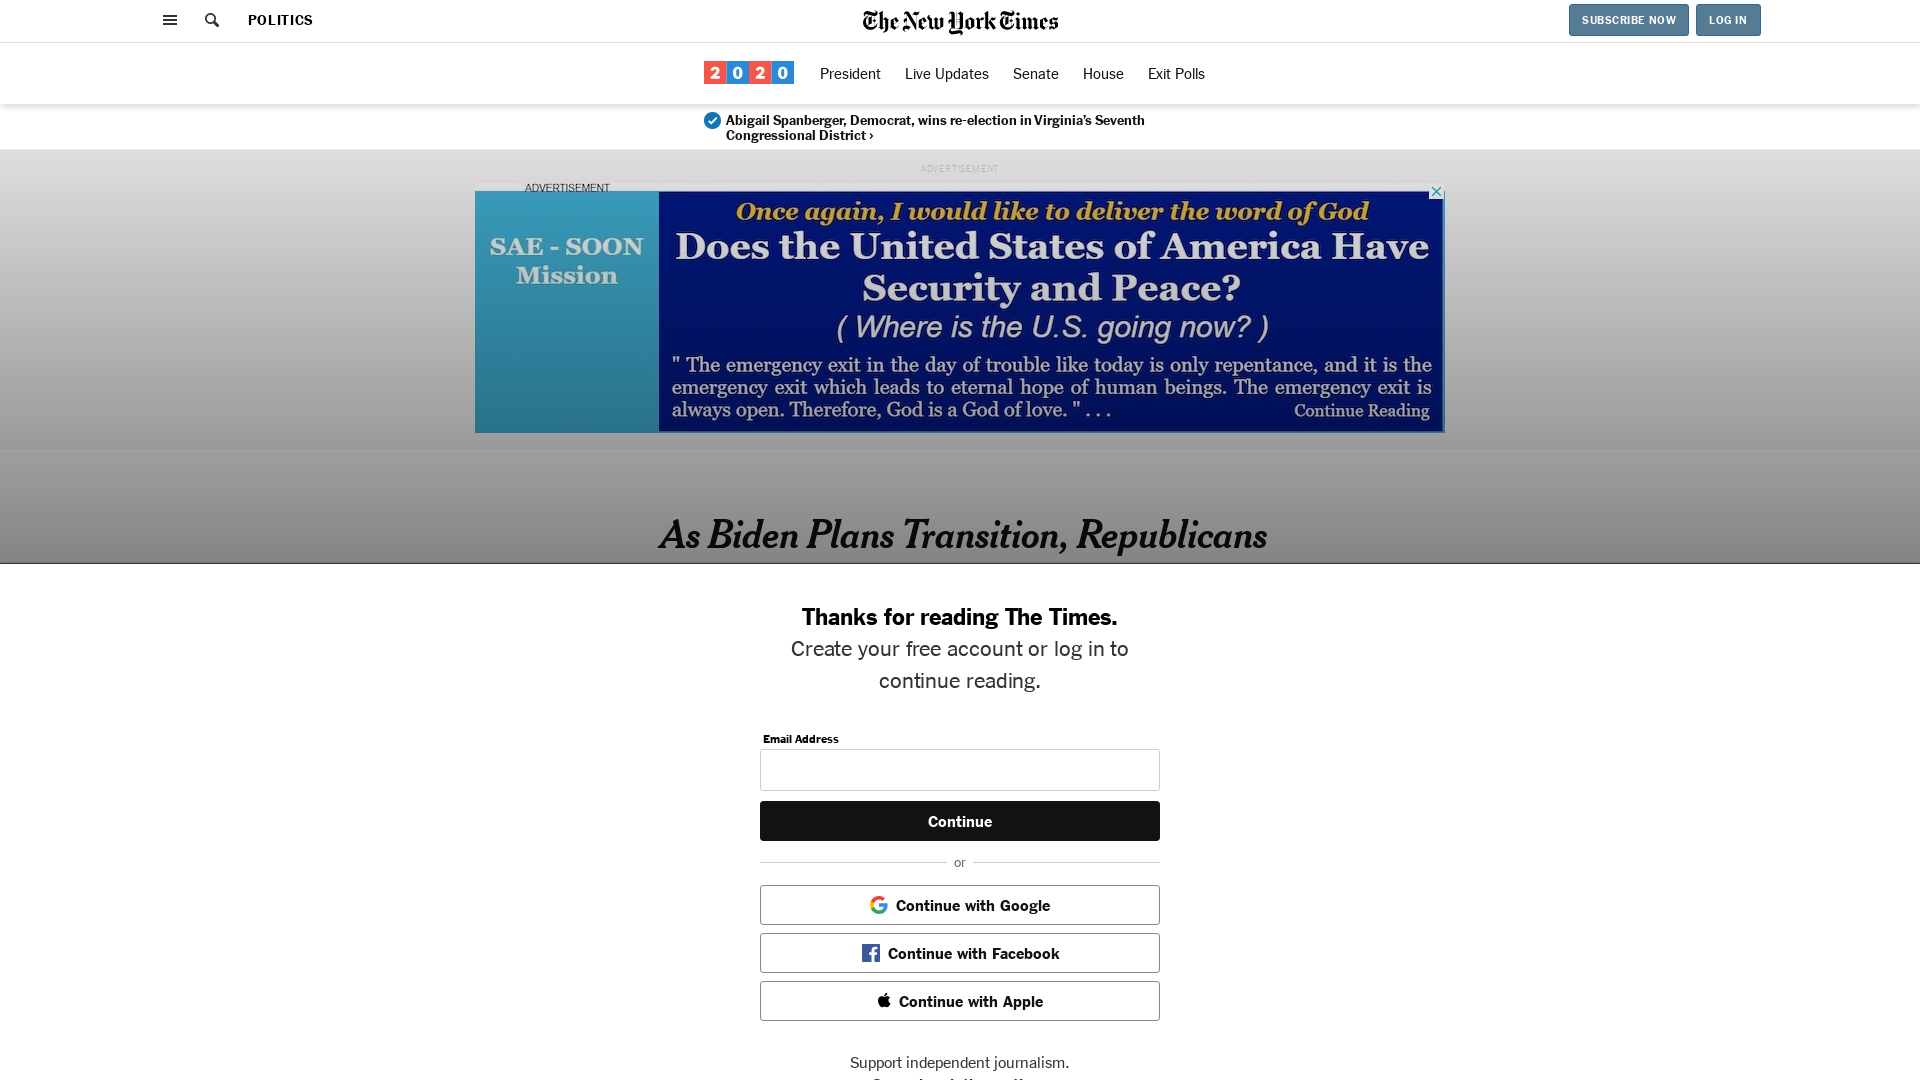 POLITICS
The New York Times
SUBSCRIBE NOW
LOG IN
2020
President
Live Updates
Senate
House
Exit Polls
Abigail Spanberger, Democrat, wins re-election in Virginia’s Seventh
Congressional District ›
ADVERTISEMENT
ADVERTISEMENT
SAE - SOON
Mission
Once again, I would like to deliver the word of God
Does the United States of America Have
Security and Peace?
( Where is the U.S. going now? )
" The emergency exit in the day of trouble like today is only repentance, and it is the
emergency exit which leads to eternal hope of human beings. The emergency exit is
always open. Therefore, God is a God of love. " . . .
Continue Reading
As Biden Plans Transition, Republicans
Thanks for reading The Times.
Create your free account or log in to
continue reading.
Email Address
Continue
or
Continue with Google
Continue with Facebook
Continue with Apple
Support independent journalism.